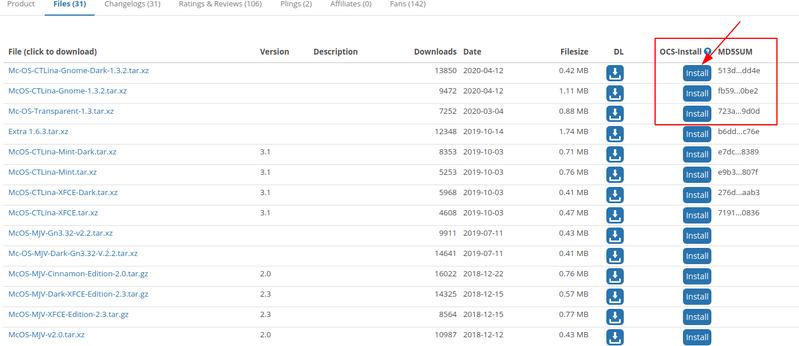 Product Files (31) Changelogs (31) Ratings & Reviews (106) Plings (2) Affiliates (0) Fans (142)
File (click to download) Version Description Downloads Date Filesize DL OCS-Install ? MD5SUM
Mc-OS-CTLina-Gnome-Dark-1.3.2.tar.xz 13850 2020-04-12 0.42 MB Install 513d...dd4e
McOS-CTLina-Gnome-1.3.2.tar.xz 9472 2020-04-12 1.11 MB Install fb59...0be2
Mc-OS-Transparent-1.3.tar.xz 7252 2020-03-04 0.88 MB Install 723a...9d0d
Extra 1.6.3.tar.xz 12348 2019-10-14 1.74 MB Install b6dd...c76e
McOS-CTLina-Mint-Dark.tar.xz 3.1 8353 2019-10-03 0.71 MB Install e7dc...8389
McOS-CTLina-Mint.tar.xz 3.1 5253 2019-10-03 0.76 MB Install e9b3...807f
McOS-CTLina-XFCE-Dark.tar.xz 3.1 5968 2019-10-03 0.41 MB Install 276d...aab3
McOS-CTLina-XFCE.tar.xz 3.1 4608 2019-10-03 0.47 MB Install 7191...0836
McOS-MJV-Gn3.32-v2.2.tar.xz 9911 2019-07-11 0.43 MB Install
Mc-OS-MJV-Dark-Gn3.32-V.2.2.tar.xz 14641 2019-07-11 0.41 MB Install
McOS-MJV-Cinnamon-Edition-2.0.tar.gz 2.0 16022 2018-12-22 0.76 MB Install
McOS-MJV-Dark-XFCE-Edition-2.3.tar.gz 2.3 14325 2018-12-15 0.57 MB Install
McOS-MJV-XFCE-Edition-2.3.tar.gz 2.3 8564 2018-12-15 0.77 MB Install
McOS-MJV-v2.0.tar.xz 2.0 10987 2018-12-12 0.43 MB Install